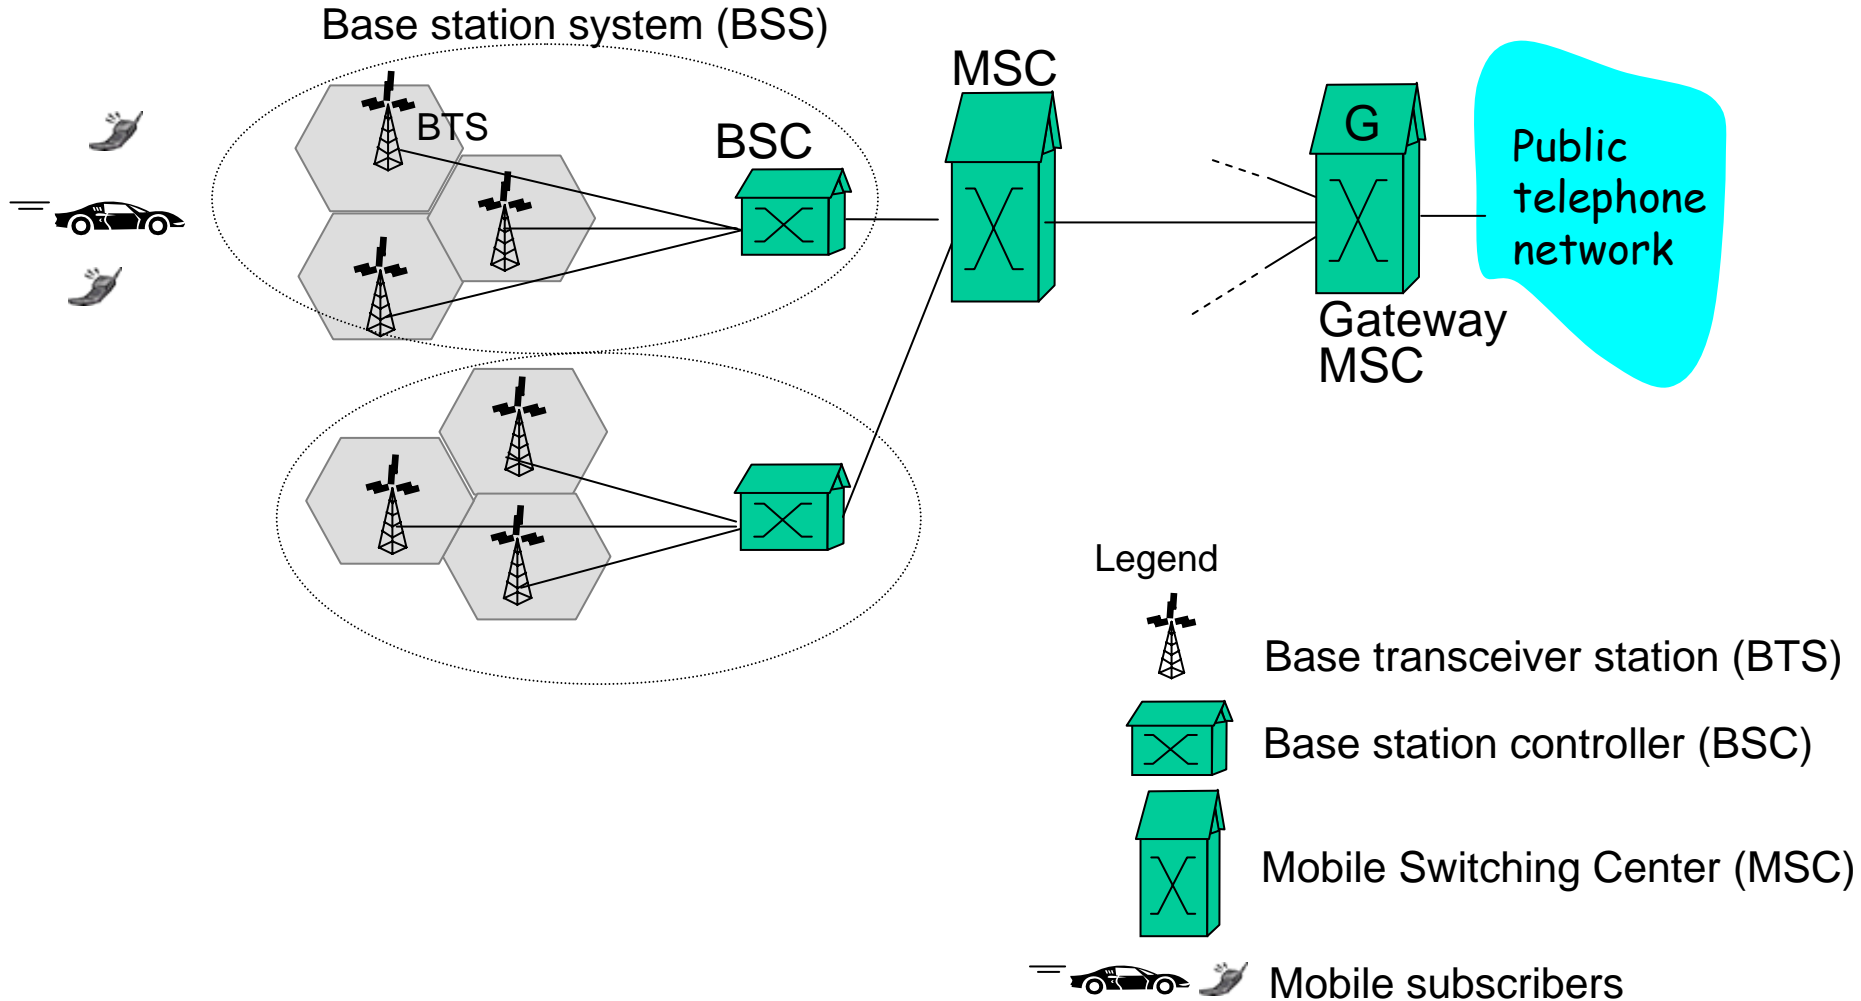 Base station system (BSS)
BTS
BSC
MSC
G
Gateway
MSC
Public
telephone
network
Legend
Base transceiver station (BTS)
Base station controller (BSC)
Mobile Switching Center (MSC)
Mobile subscribers